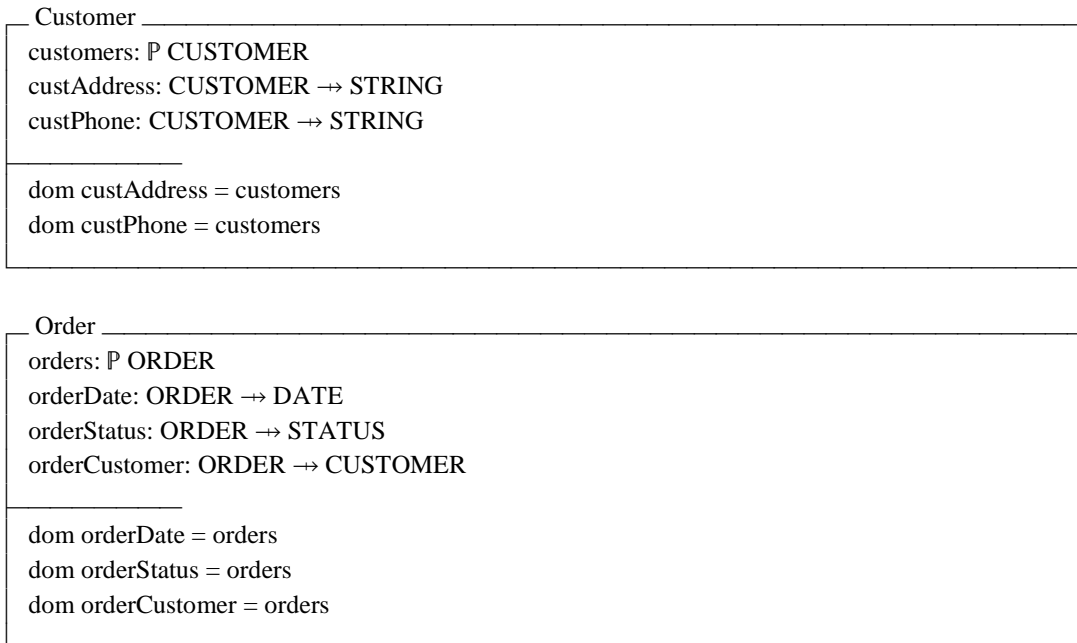 Customer
customers: ℙ CUSTOMER
custAddress: CUSTOMER ⇸ STRING
custPhone: CUSTOMER ⇸ STRING
dom custAddress = customers
dom custPhone = customers
Order
orders: ℙ ORDER
orderDate: ORDER ⇸ DATE
orderStatus: ORDER ⇸ STATUS
orderCustomer: ORDER ⇸ CUSTOMER
dom orderDate = orders
dom orderStatus = orders
dom orderCustomer = orders